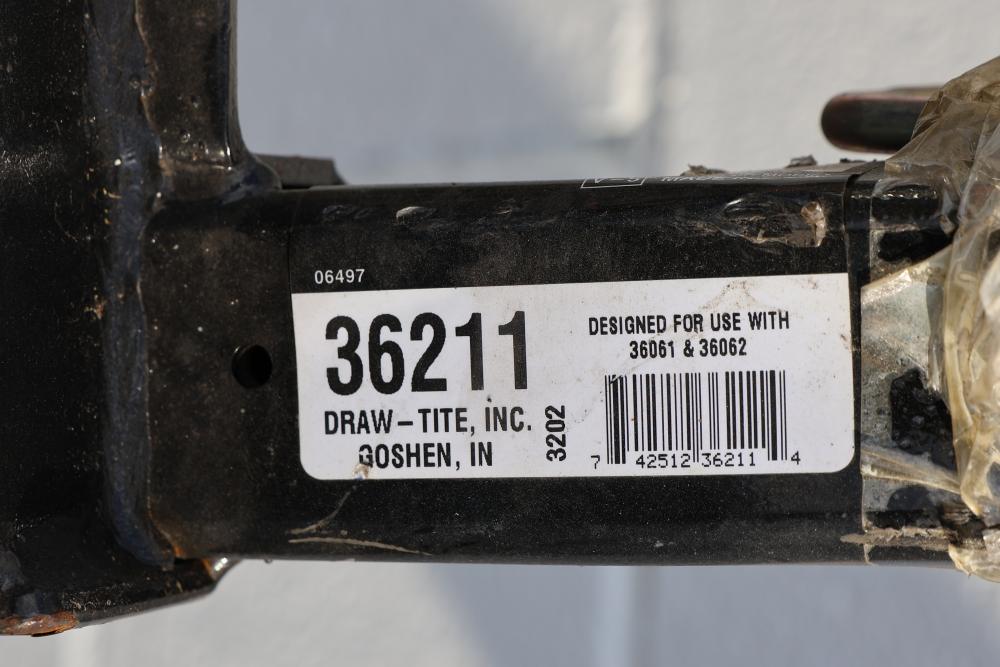 06497
36211
DRAW-TITE, INC.
GOSHEN, IN
3202
DESIGNED FOR USE WITH
36061 & 36062
7 42512 36211 4